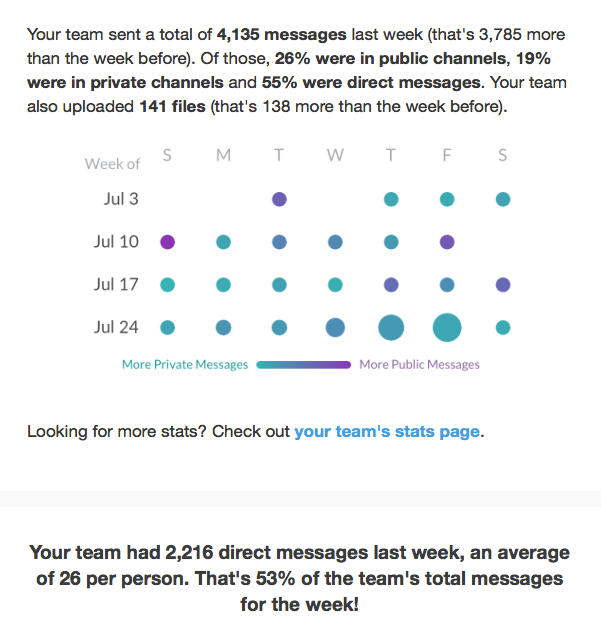 Your team sent a total of 4,135 messages last week (that's 3,785 more
than the week before). Of those, 26% were in public channels, 19%
were in private channels and 55% were direct messages. Your team
also uploaded 141 files (that's 138 more than the week before).
Week of S M T W T F S
Jul 3
Jul 10
Jul 17
Jul 24
More Private Messages More Public Messages
Looking for more stats? Check out your team's stats page.
Your team had 2,216 direct messages last week, an average
of 26 per person. That's 53% of the team's total messages
for the week!